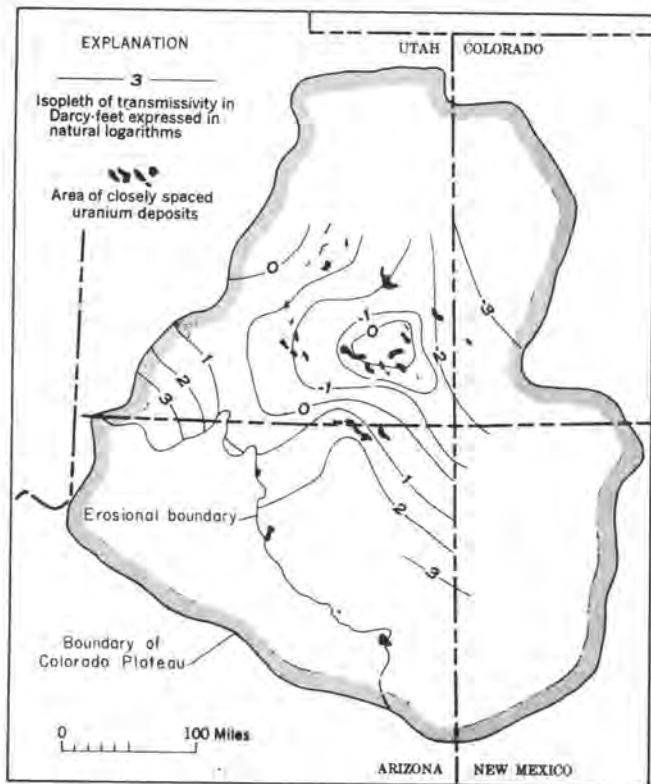 EXPLANATION
3
Isopleth of transmissivity in
Darcy-feet expressed in
natural logarithms
Area of closely spaced
uranium deposits
UTAH COLORADO
0
-1
0
-3
-2
1
2
3
-1
0
1
2
3
Erosional boundary
Boundary of
Colorado Plateau
0 100 Miles
ARIZONA NEW MEXICO